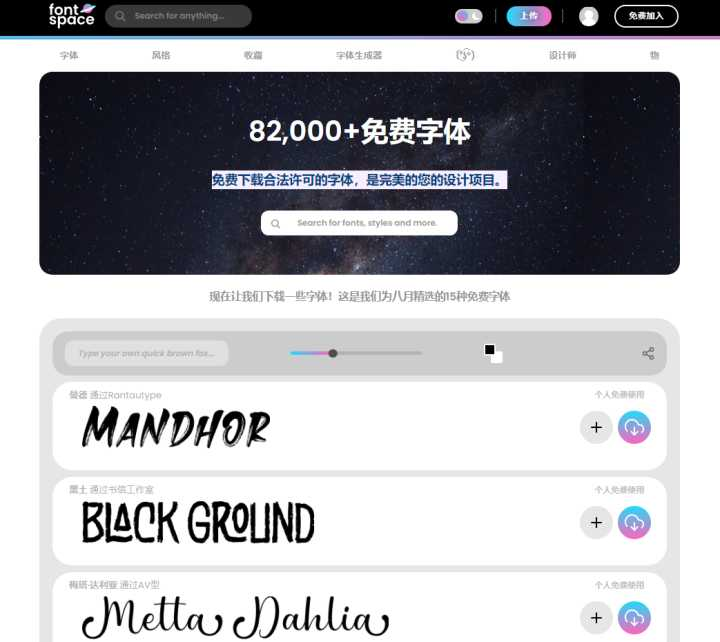 font
space
Search for anything...
上传
免费加入
字体
风格
收藏
字体生成器
设计师
物
82,000+免费字体
免费下载合法许可的字体，是完美的您的设计项目。
Search for fonts, styles and more.
现在让我们下载一些字体！这是我们为八月精选的15种免费字体
Type your own quick brown fox...
通过Rantautype
个人免费使用
MANDHOR
黑土 通过书信工作室
个人免费使用
BLACK GROUND
梅塔·达利亚 通过AV型
个人免费使用
Metta Dahlia